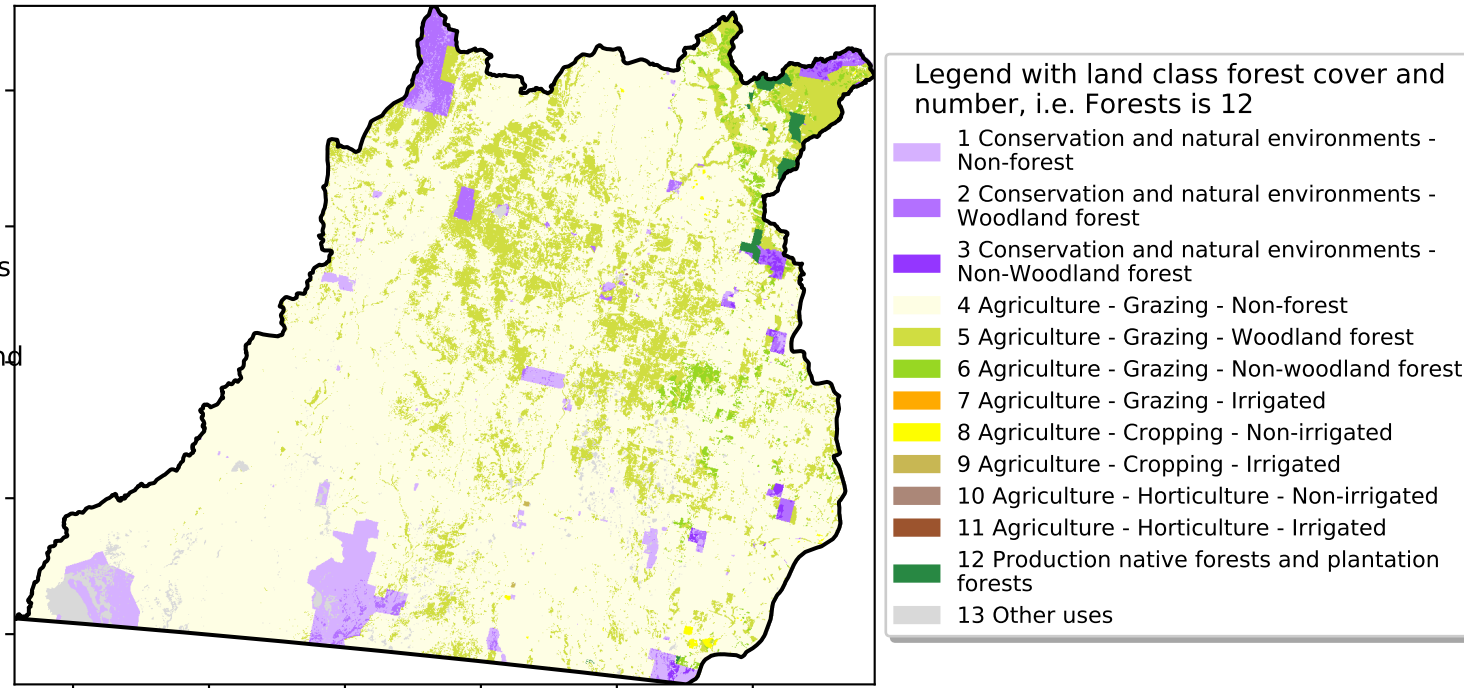 s
nd
Legend with land class forest cover and
number, i.e. Forests is 12
1 Conservation and natural environments -
Non-forest
2 Conservation and natural environments -
Woodland forest
3 Conservation and natural environments -
Non-Woodland forest
4 Agriculture - Grazing - Non-forest
5 Agriculture - Grazing - Woodland forest
6 Agriculture - Grazing - Non-woodland forest
7 Agriculture - Grazing - Irrigated
8 Agriculture - Cropping - Non-irrigated
9 Agriculture - Cropping - Irrigated
10 Agriculture - Horticulture - Non-irrigated
11 Agriculture - Horticulture - Irrigated
12 Production native forests and plantation
forests
13 Other uses